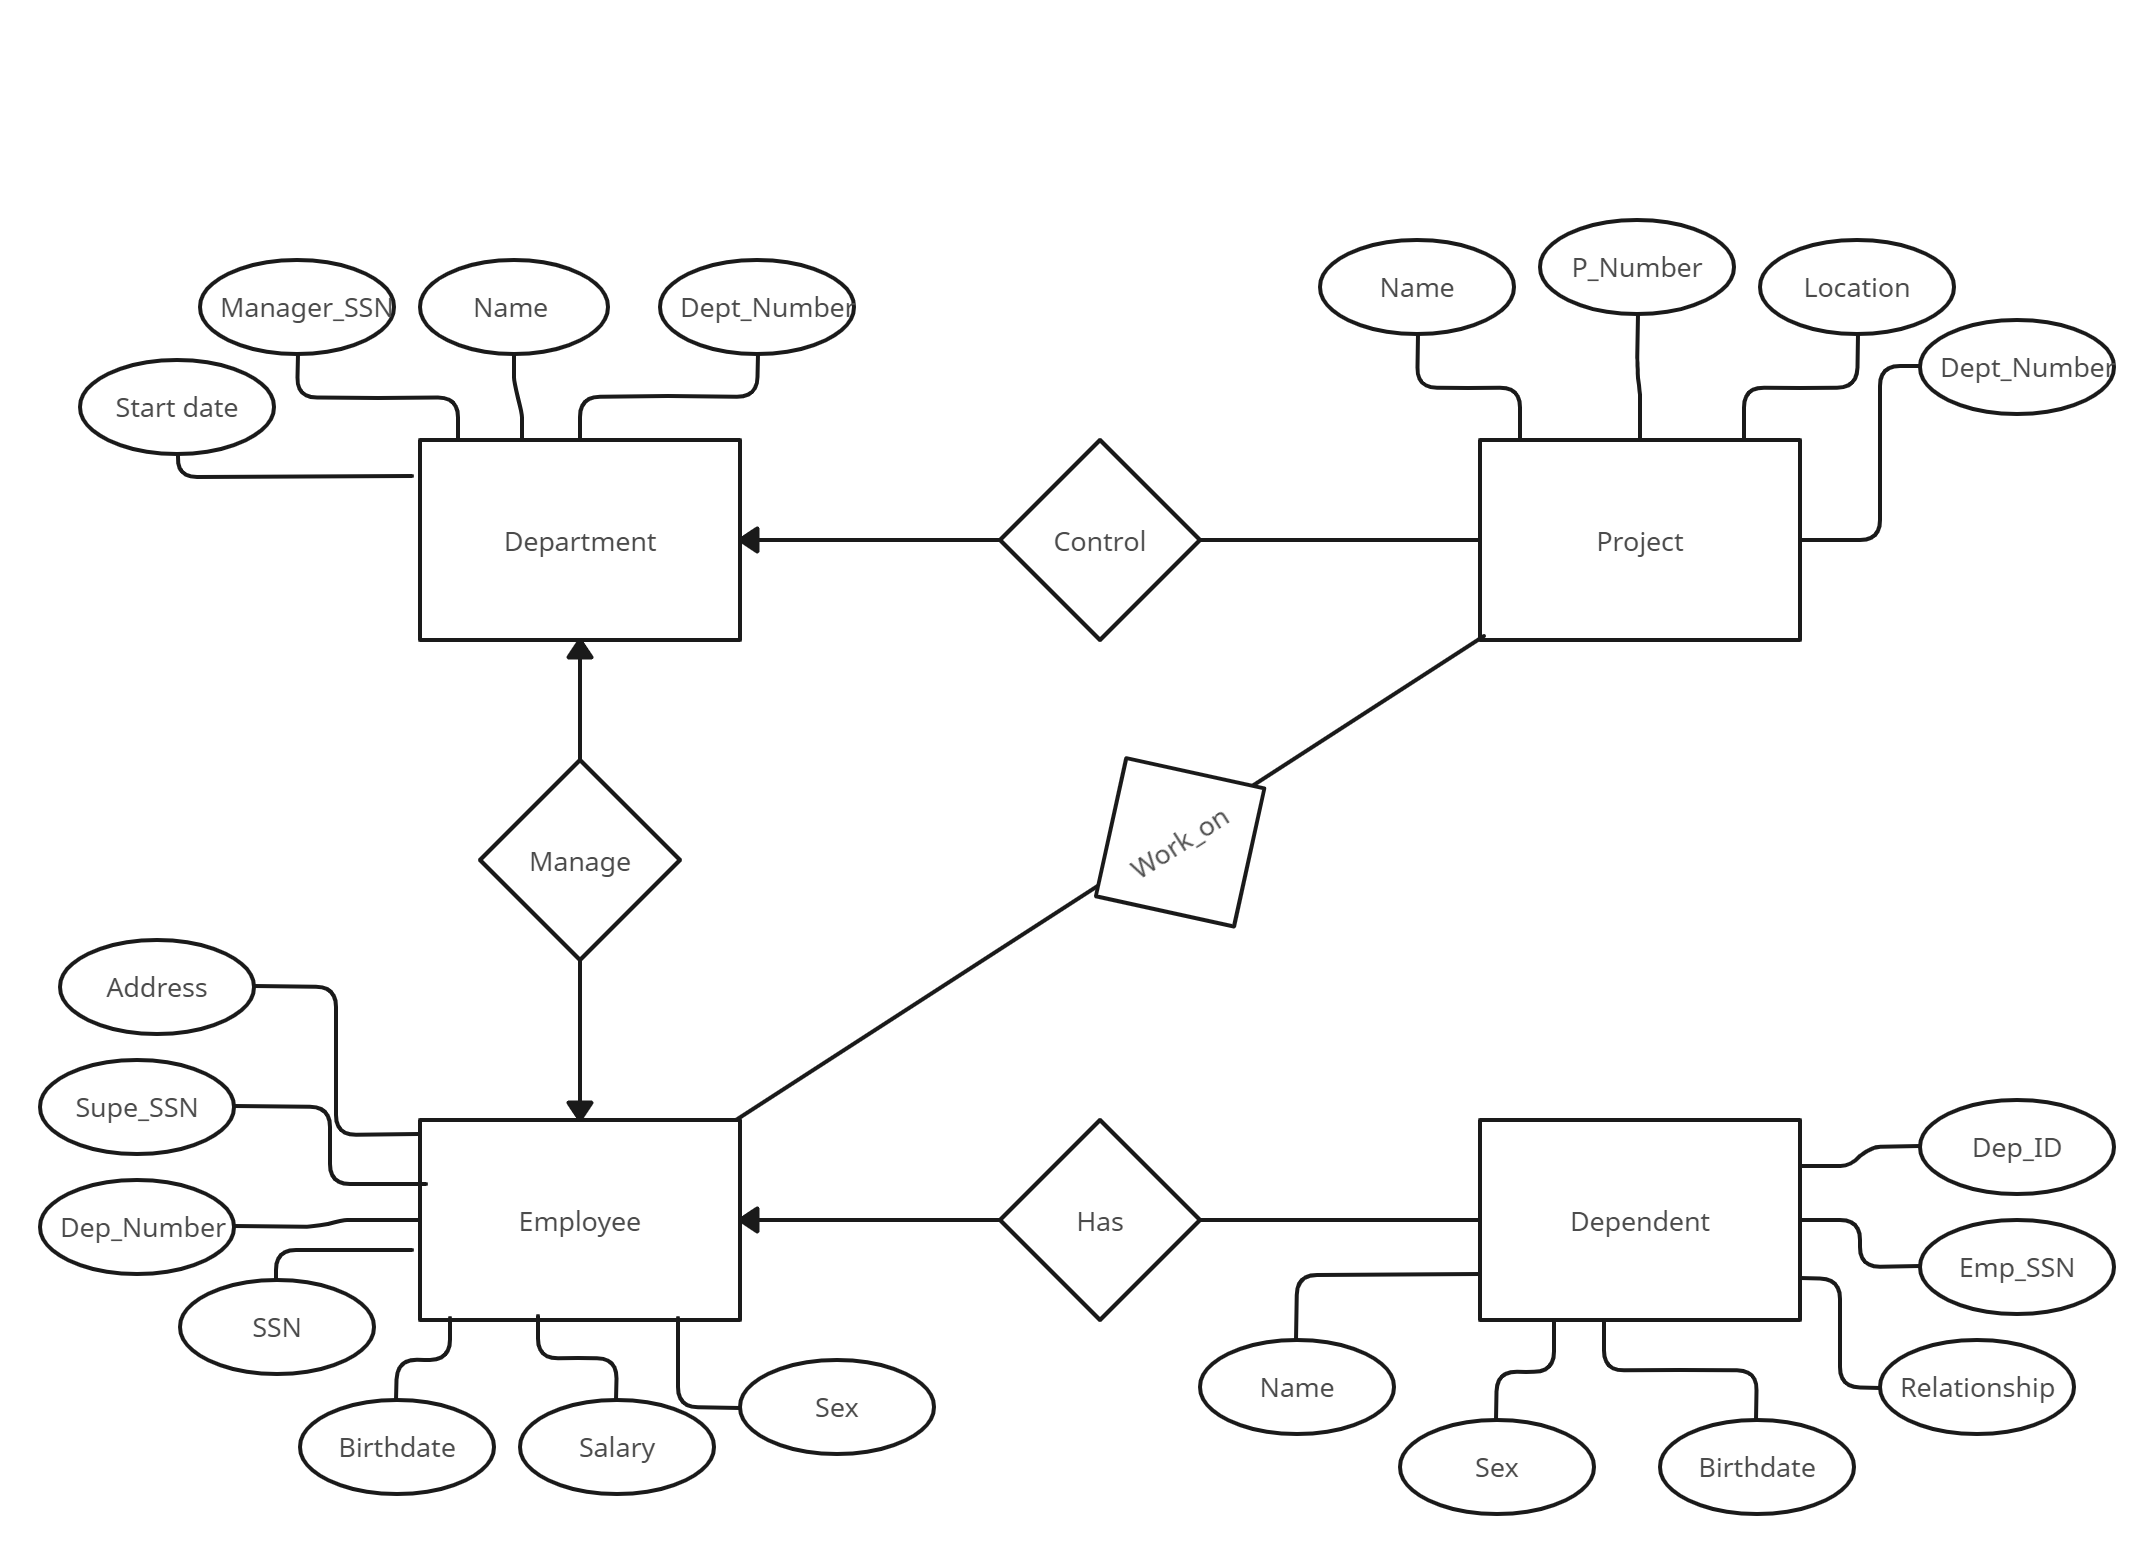 P_Number
Name
Location
Manager_SSN
Name
Dept_Number
Dept_Number
Start date
Department
Control
Project
Work_on
Manage
Address
Supe_SSN
Dep_ID
Dep_Number
Employee
Has
Dependent
Emp_SSN
SSN
Name
Relationship
Sex
Birthdate
Salary
Sex
Birthdate